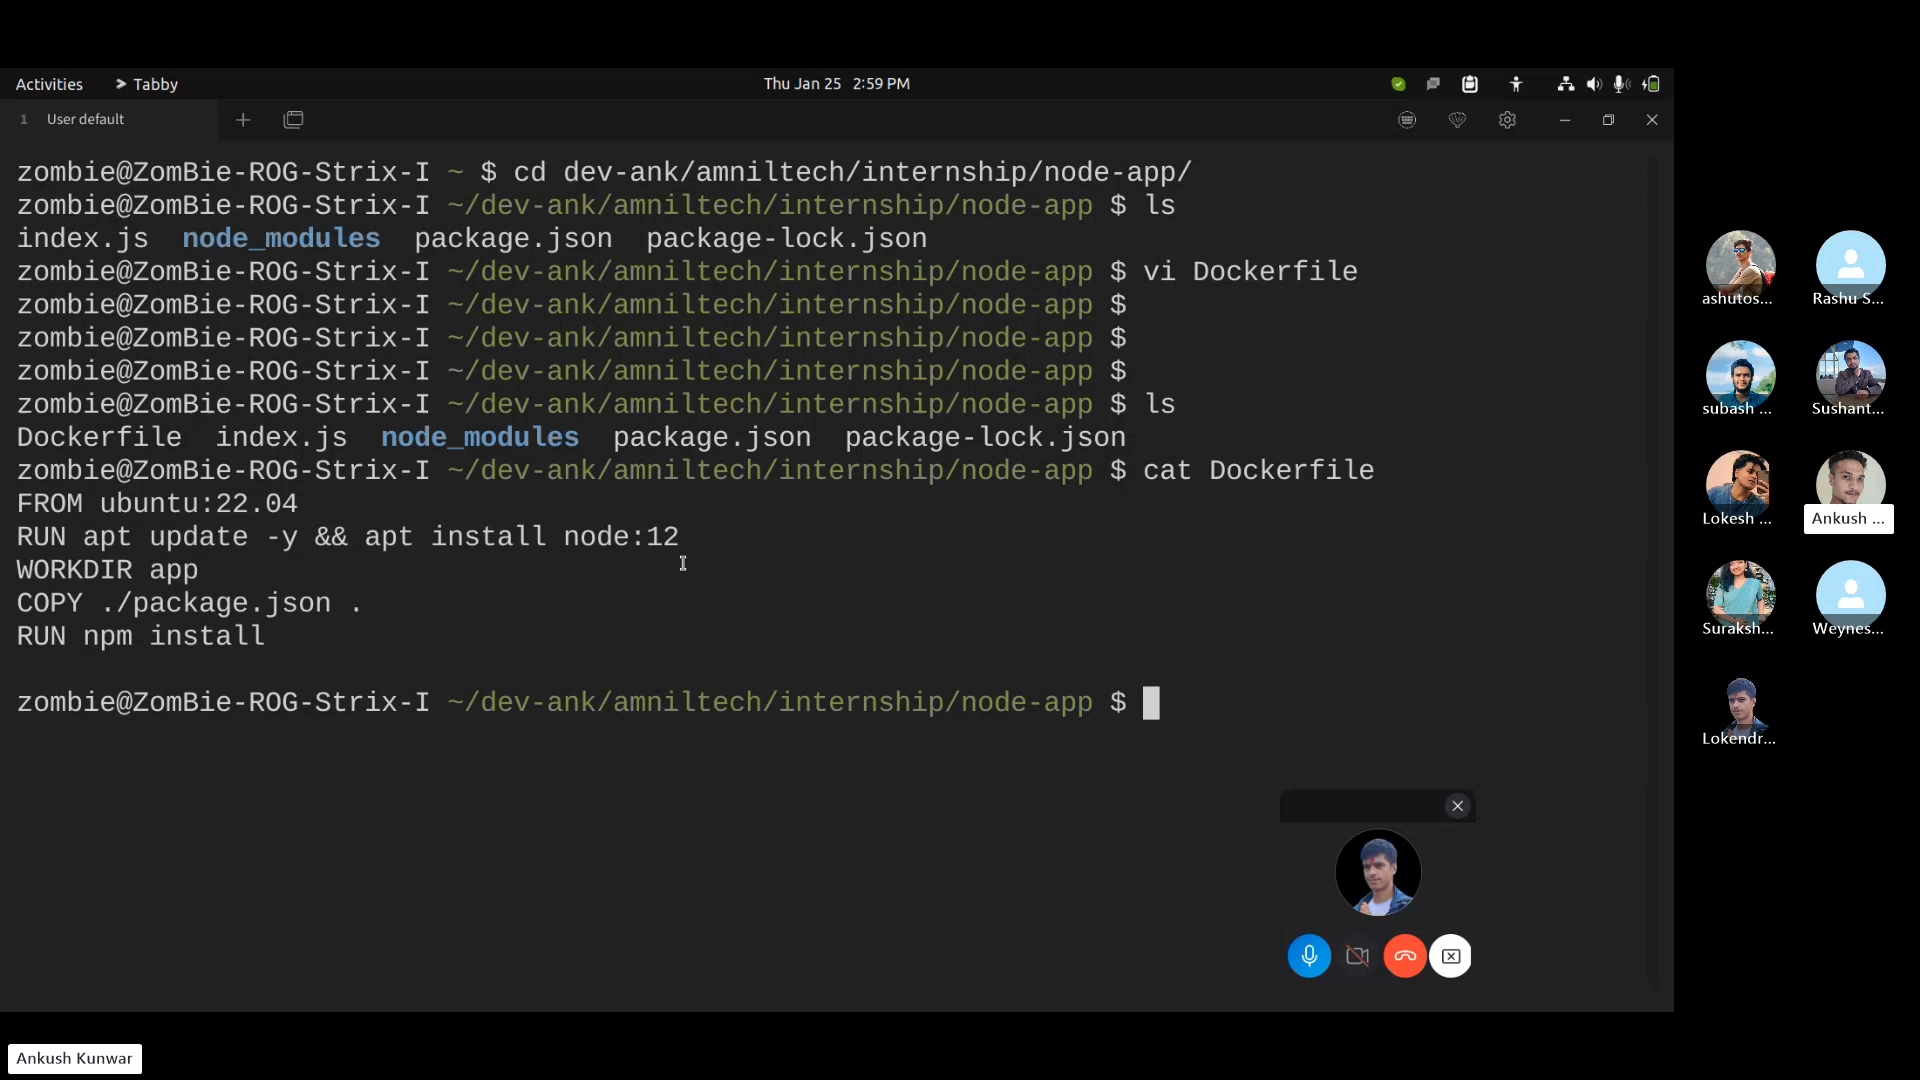 Activities
Tabby
Thu Jan 25 2:59 PM
1 User default
zombie@ZomBie-ROG-Strix-I ~ $ cd dev-ank/amniltech/internship/node-app/
zombie@ZomBie-ROG-Strix-I ~/dev-ank/amniltech/internship/node-app $ ls
index.js node_modules package.json package-lock.json
zombie@ZomBie-ROG-Strix-I ~/dev-ank/amniltech/internship/node-app $ vi Dockerfile
zombie@ZomBie-ROG-Strix-I ~/dev-ank/amniltech/internship/node-app $
zombie@ZomBie-ROG-Strix-I ~/dev-ank/amniltech/internship/node-app $
zombie@ZomBie-ROG-Strix-I ~/dev-ank/amniltech/internship/node-app $
zombie@ZomBie-ROG-Strix-I ~/dev-ank/amniltech/internship/node-app $ ls
Dockerfile index.js node_modules package.json package-lock.json
zombie@ZomBie-ROG-Strix-I ~/dev-ank/amniltech/internship/node-app $ cat Dockerfile
FROM ubuntu:22.04
RUN apt update -y && apt install node:12
WORKDIR app
COPY ./package.json .
RUN npm install
zombie@ZomBie-ROG-Strix-I ~/dev-ank/amniltech/internship/node-app $
ashutos...
Rashu S...
subash ...
Sushant...
Lokesh ...
Ankush ...
Suraksh...
Weynes...
Lokendr...
Ankush Kunwar